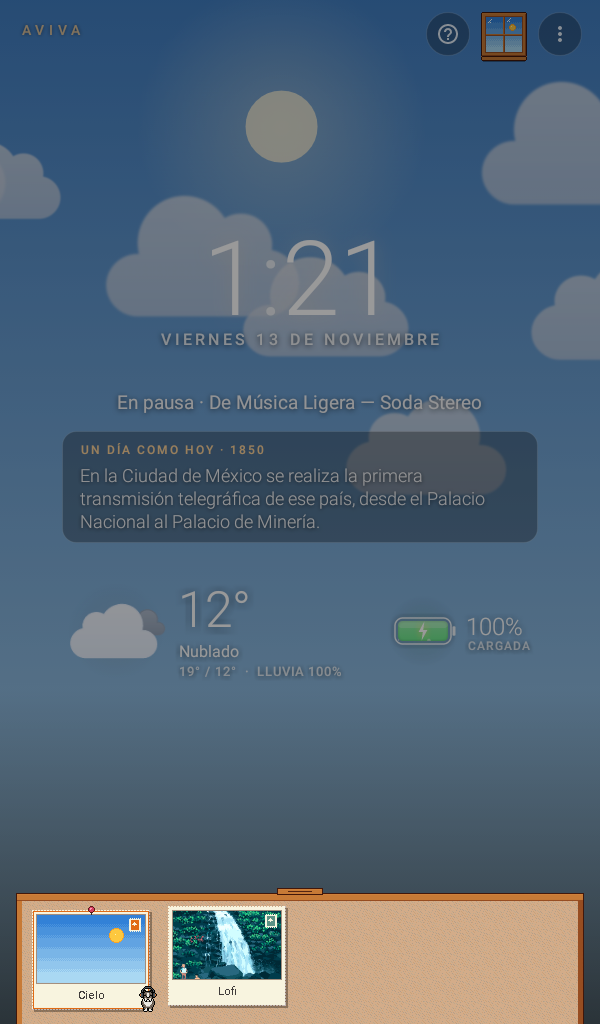 AVIVA
1:21
VIERNES 13 DE NOVIEMBRE
En pausa · De Música Ligera — Soda Stereo
UN DÍA COMO HOY · 1850
En la Ciudad de México se realiza la primera
transmisión telegráfica de ese país, desde el Palacio
Nacional al Palacio de Minería.
12°
Nublado
19° / 12° · LLUVIA 100%
100%
CARGADA
Cielo
Lofi